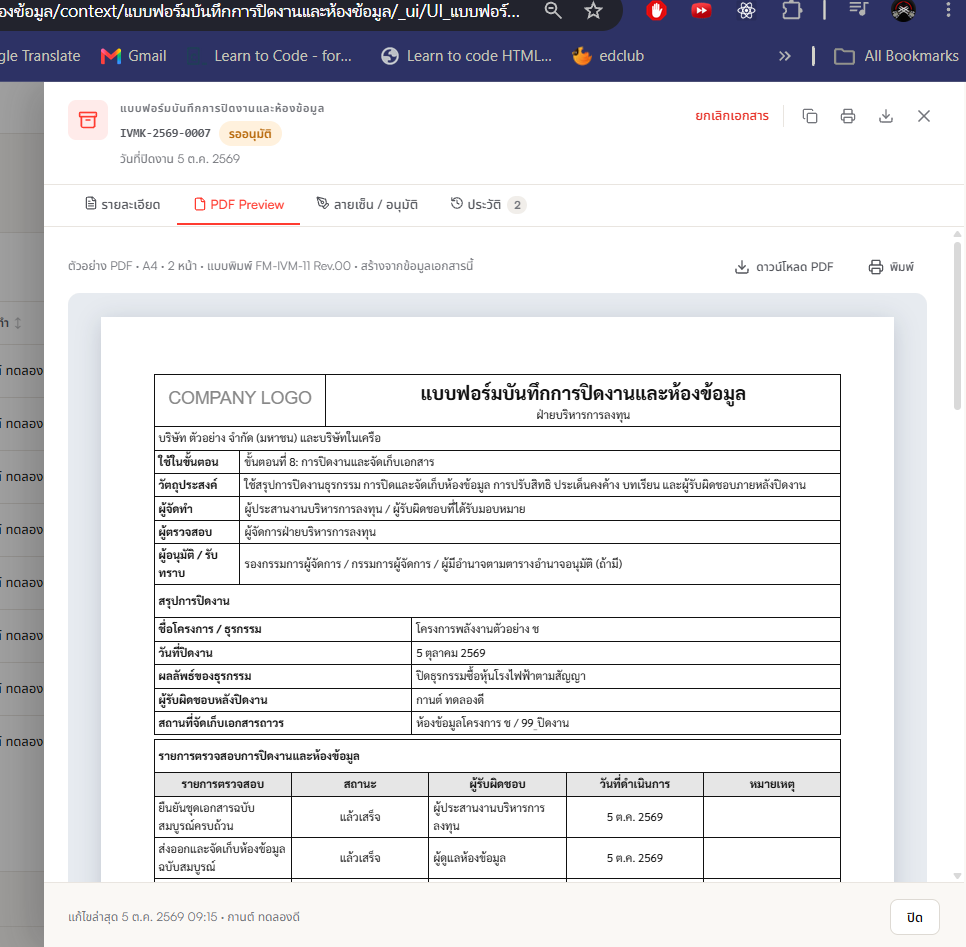 องข้อมูล/context/แบบฟอร์มบันทึกการปิดงานและห้องข้อมูล/_ui/UI_แบบฟอร์...
gle Translate Gmail Learn to Code - for... Learn to code HTML... edclub » All Bookmarks
แบบฟอร์มบันทึกการปิดงานและห้องข้อมูล
IVMK-2569-0007 รออนุมัติ
วันที่ปิดงาน 5 ต.ค. 2569
ยกเลิกเอกสาร
รายละเอียด PDF Preview ลายเซ็น / อนุมัติ ประวัติ 2
ตัวอย่าง PDF • A4 • 2 หน้า • แบบพิมพ์ FM-IVM-11 Rev.00 • สร้างจากข้อมูลเอกสารนี้
ดาวน์โหลด PDF พิมพ์
COMPANY LOGO
แบบฟอร์มบันทึกการปิดงานและห้องข้อมูล
ฝ่ายบริหารการลงทุน
บริษัท ตัวอย่าง จำกัด (มหาชน) และบริษัทในเครือ
ใช้ในขั้นตอน ขั้นตอนที่ 8: การปิดงานและจัดเก็บเอกสาร
วัตถุประสงค์ ใช้สรุปการปิดงานธุรกรรม การปิดและจัดเก็บห้องข้อมูล การปรับสิทธิ ประเด็นคงค้าง บทเรียน และผู้รับผิดชอบภายหลังปิดงาน
ผู้จัดทำ ผู้ประสานงานบริหารการลงทุน / ผู้รับผิดชอบที่ได้รับมอบหมาย
ผู้ตรวจสอบ ผู้จัดการฝ่ายบริหารการลงทุน
ผู้อนุมัติ / รับ
ทราบ
รองกรรมการผู้จัดการ / กรรมการผู้จัดการ / ผู้มีอำนาจตามตารางอำนาจอนุมัติ (ถ้ามี)
สรุปการปิดงาน
ชื่อโครงการ / ธุรกรรม โครงการพลังงานตัวอย่าง ช
วันที่ปิดงาน 5 ตุลาคม 2569
ผลลัพธ์ของธุรกรรม ปิดธุรกรรมซื้อหุ้นโรงไฟฟ้าตามสัญญา
ผู้รับผิดชอบหลังปิดงาน กานต์ ทดลองดี
สถานที่จัดเก็บเอกสารถาวร ห้องข้อมูลโครงการ ช / 99_ปิดงาน
รายการตรวจสอบการปิดงานและห้องข้อมูล
รายการตรวจสอบ สถานะ ผู้รับผิดชอบ วันที่ดำเนินการ หมายเหตุ
ยืนยันชุดเอกสารฉบับ
สมบูรณ์ครบถ้วน
แล้วเสร็จ
ผู้ประสานงานบริหารการ
ลงทุน
5 ต.ค. 2569
ส่งออกและจัดเก็บห้องข้อมูล
ฉบับสมบูรณ์
แล้วเสร็จ
ผู้ดูแลห้องข้อมูล
5 ต.ค. 2569
ทำ
์ ทดลอง
์ ทดลอง
์ ทดลอง
์ ทดลอง
์ ทดลอง
์ ทดลอง
์ ทดลอง
์ ทดลอง
แก้ไขล่าสุด 5 ต.ค. 2569 09:15 • กานต์ ทดลองดี
ปิด